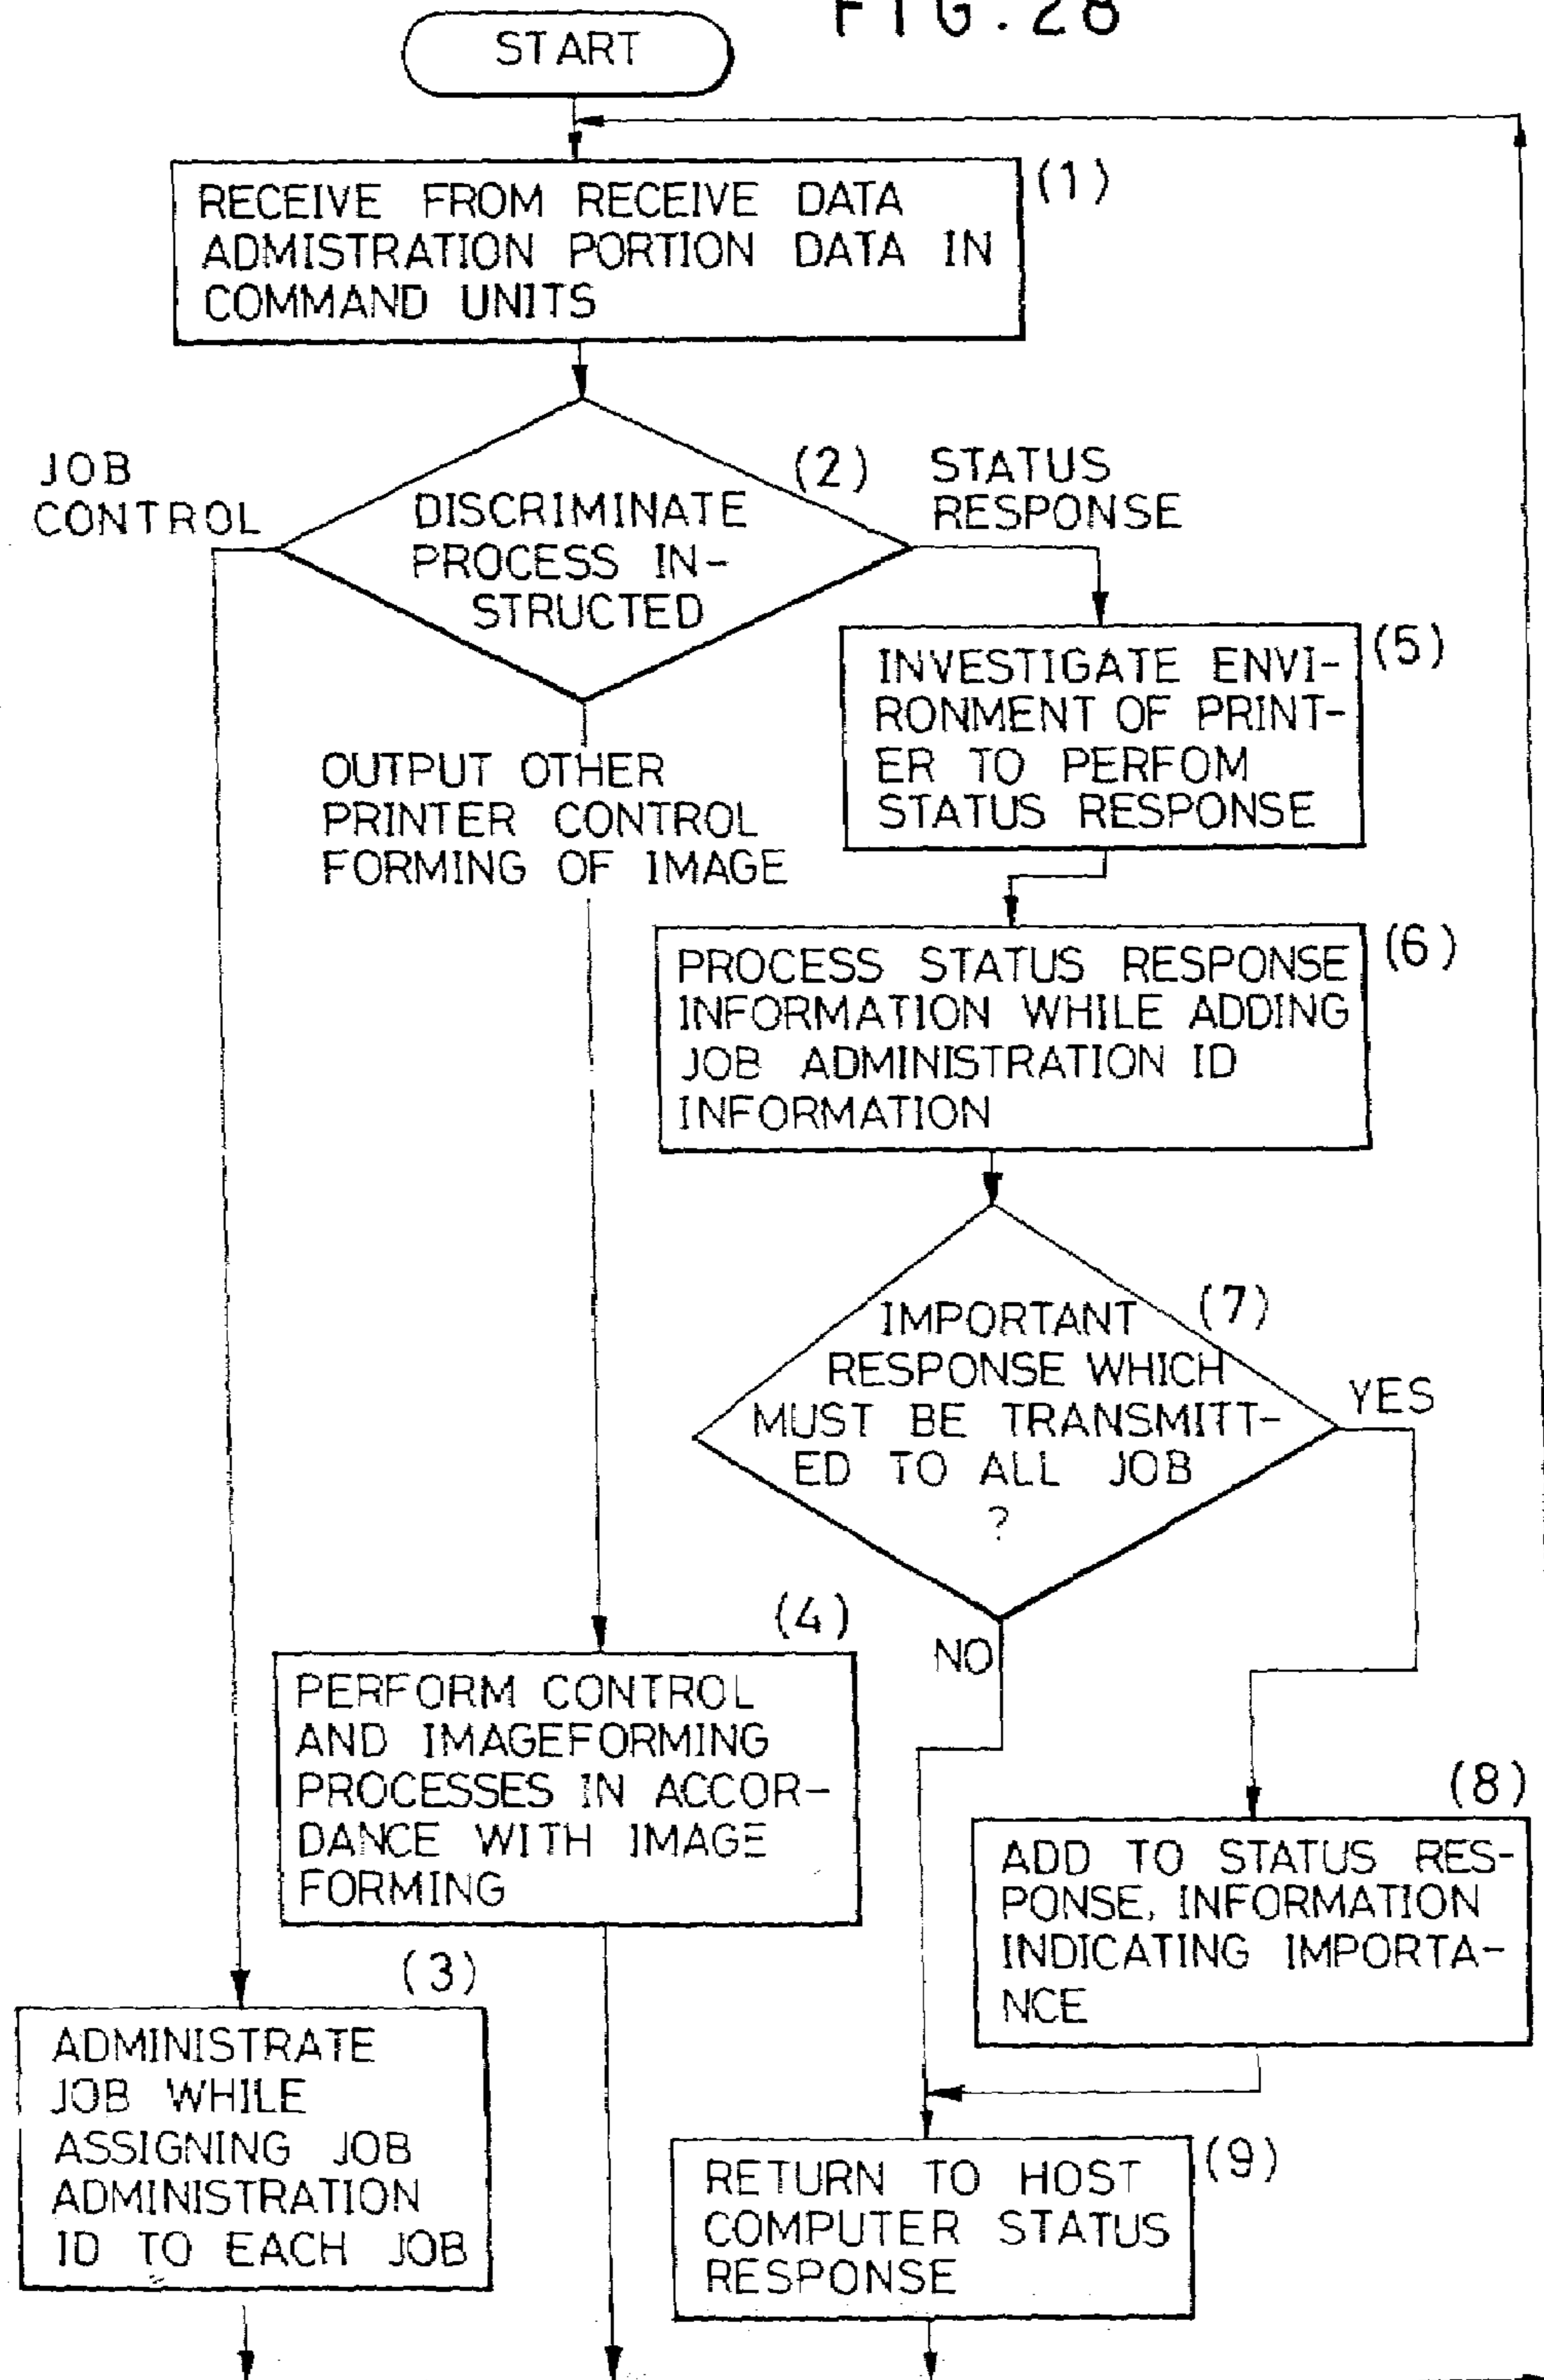 FIG.28
START
RECEIVE FROM RECEIVE DATA
ADMISTRATION PORTION DATA IN
COMMAND UNITS
(1)
JOB
CONTROL
(2)
DISCRIMINATE
PROCESS IN-
STRUCTED
STATUS
RESPONSE
OUTPUT OTHER
PRINTER CONTROL
FORMING OF IMAGE
(5)
INVESTIGATE ENVI-
RONMENT OF PRINT-
ER TO PERFOM
STATUS RESPONSE
(6)
PROCESS STATUS RESPONSE
INFORMATION WHILE ADDING
JOB ADMINISTRATION ID
INFORMATION
(7)
IMPORTANT
RESPONSE WHICH
MUST BE TRANSMITT-
ED TO ALL JOB
?
YES
NO
(4)
PERFORM CONTROL
AND IMAGEFORMING
PROCESSES IN ACCOR-
DANCE WITH IMAGE
FORMING
(8)
ADD TO STATUS RES-
PONSE, INFORMATION
INDICATING IMPORTA-
NCE
(3)
ADMINISTRATE
JOB WHILE
ASSIGNING JOB
ADMINISTRATION
ID TO EACH JOB
(9)
RETURN TO HOST
COMPUTER STATUS
RESPONSE